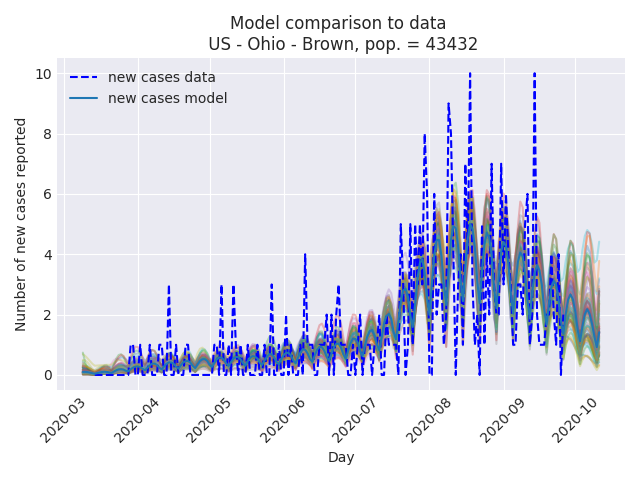 Model comparison to data
US - Ohio - Brown, pop. = 43432
new cases data
new cases model
Number of new cases reported
10
8
6
4
2
0
2020-03
2020-04
2020-05
2020-06
2020-07
2020-08
2020-09
2020-10
Day